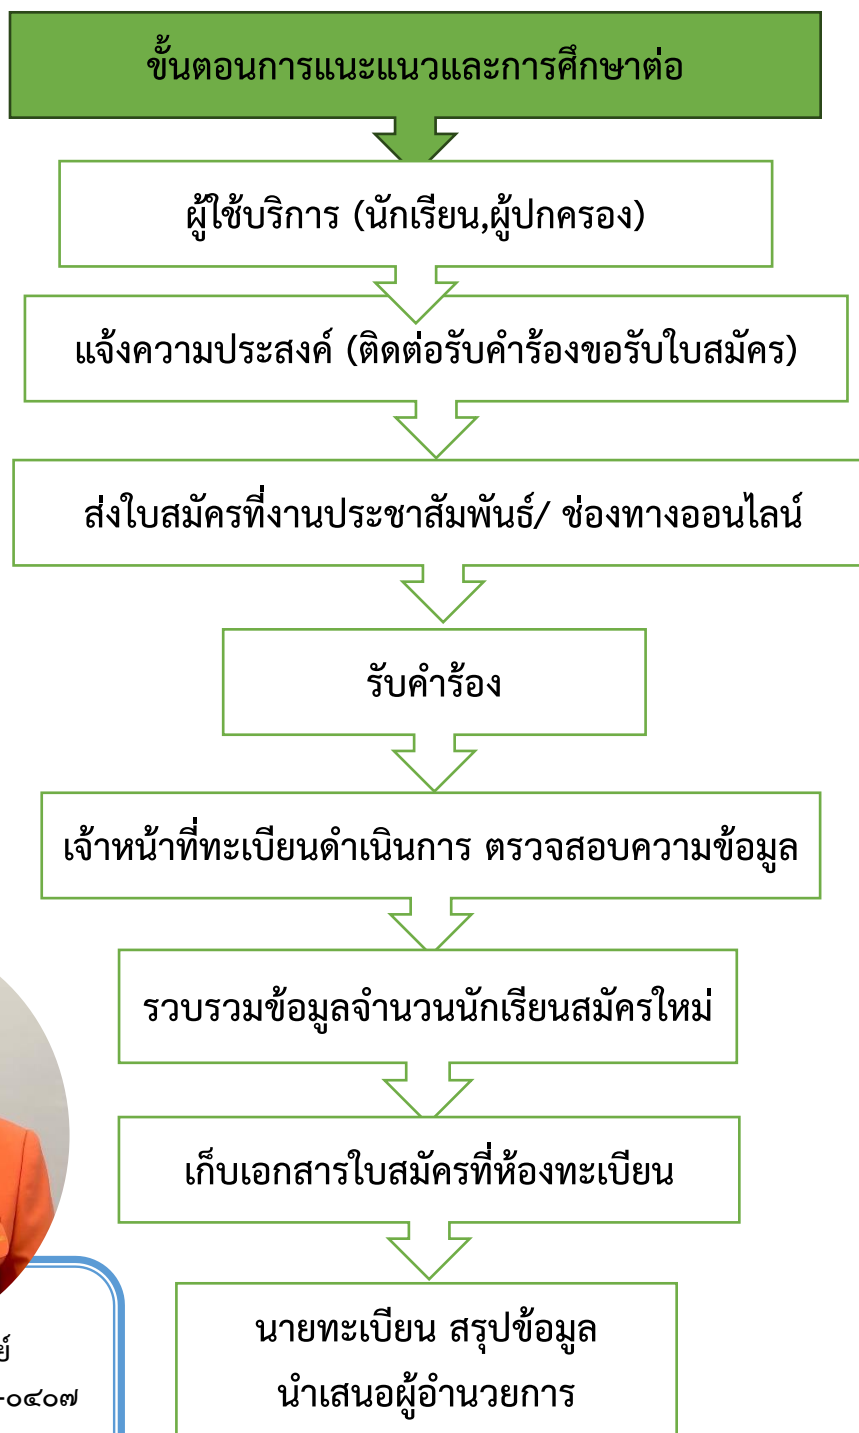 ขั้นตอนการแนะแนวและการศึกษาต่อ
ผู้ใช้บริการ (นักเรียน,ผู้ปกครอง)
แจ้งความประสงค์ (ติดต่อรับคำร้องขอรับใบสมัคร)
ส่งใบสมัครที่งานประชาสัมพันธ์/ ช่องทางออนไลน์
รับคำร้อง
เจ้าหน้าที่ทะเบียนดำเนินการ ตรวจสอบความข้อมูล
รวบรวมข้อมูลจำนวนนักเรียนสมัครใหม่
เก็บเอกสารใบสมัครที่ห้องทะเบียน
นายทะเบียน สรุปข้อมูล
นำเสนอผู้อำนวยการ
-๐๔๐๗